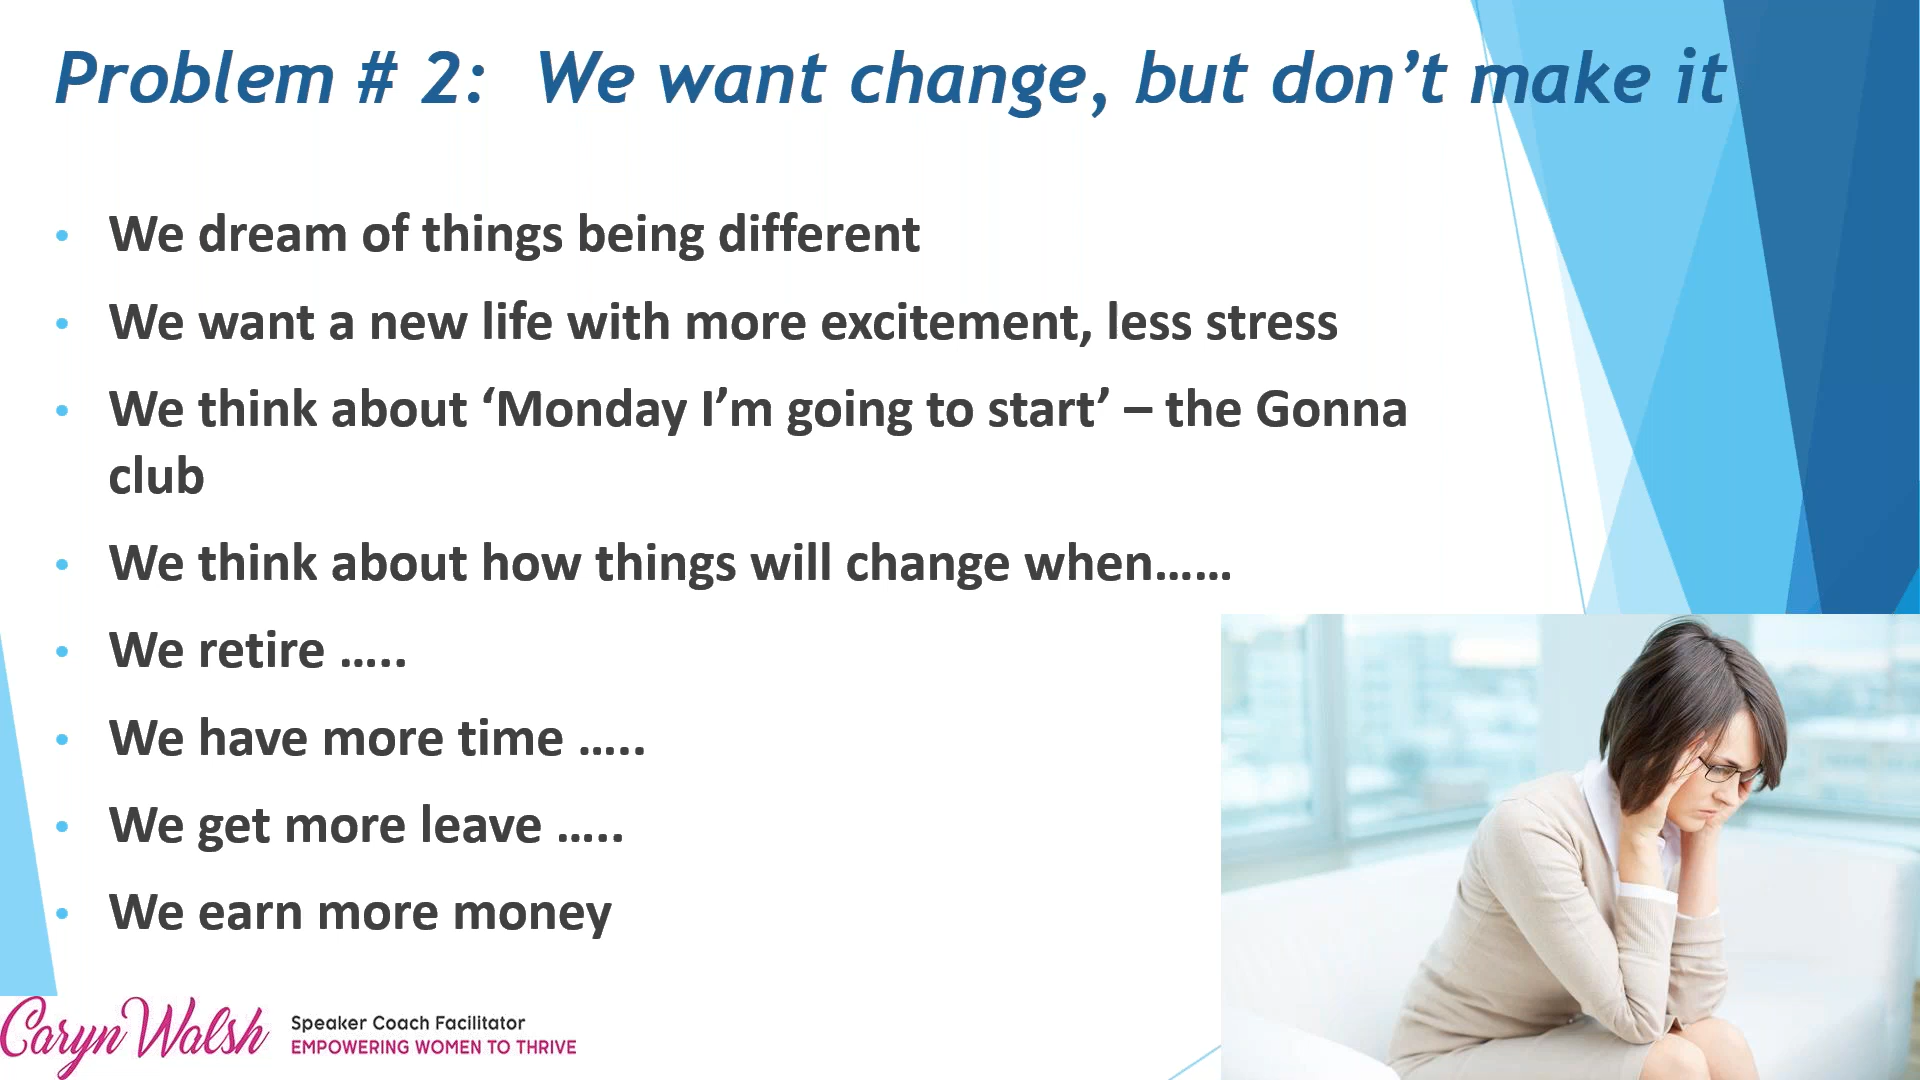 Problem # 2:  We want change, but don’t make it
• We dream of things being different
• We want a new life with more excitement, less stress
• We think about ‘Monday I’m going to start’ – the Gonna
club
• We think about how things will change when……
• We retire …..
• We have more time …..
• We get more leave …..
• We earn more money
Caryn Walsh
Speaker Coach Facilitator
EMPOWERING WOMEN TO THRIVE